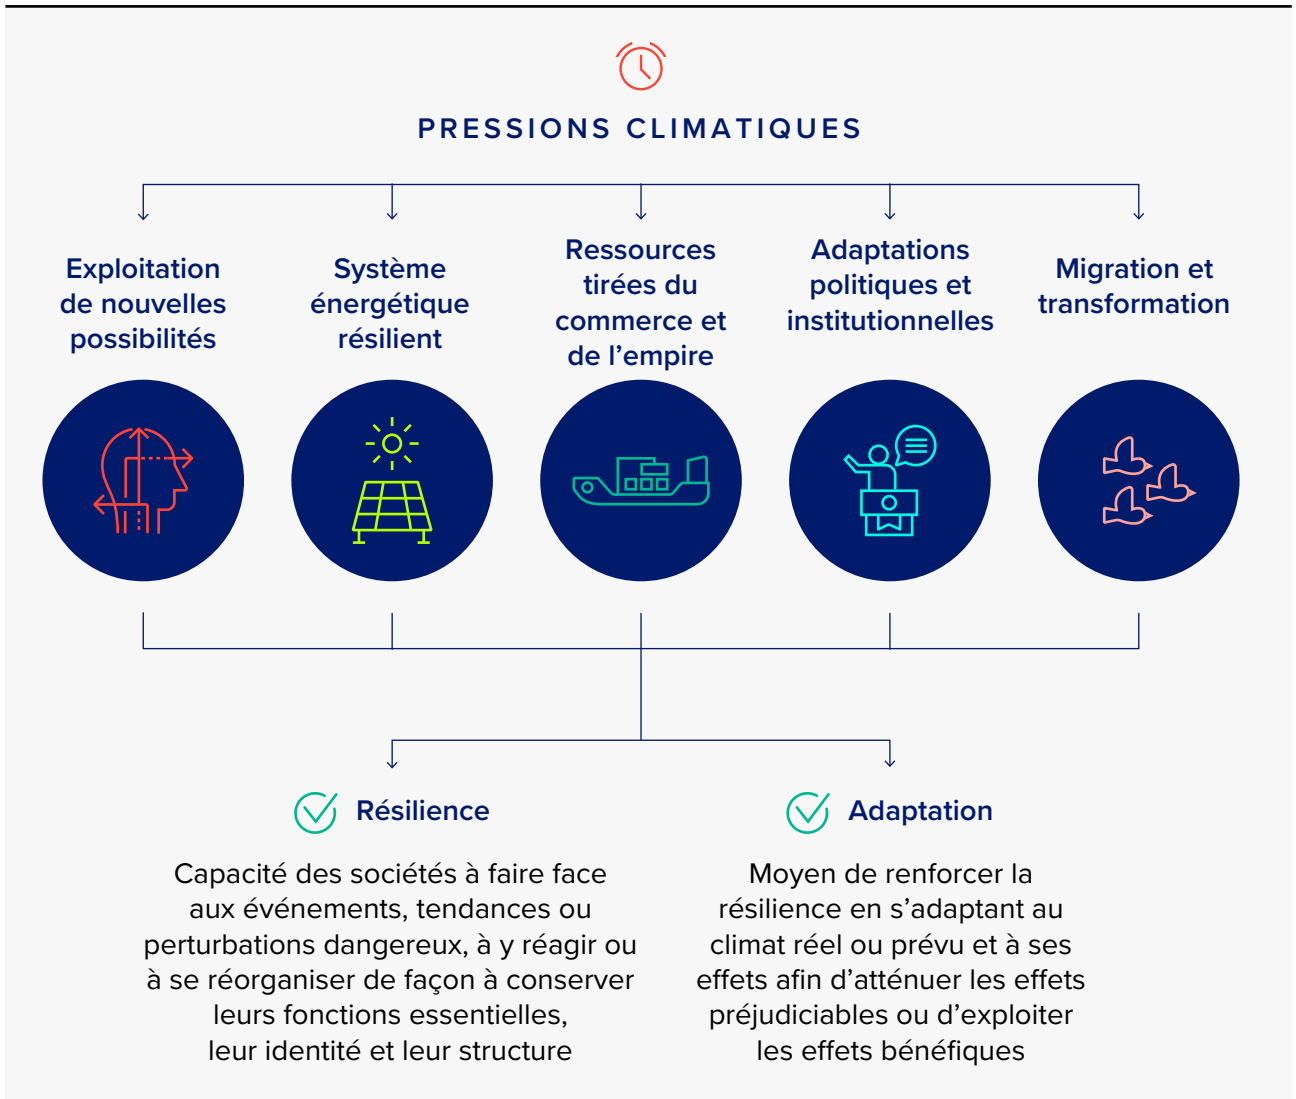 PRESSIONS CLIMATIQUES
Exploitation
de nouvelles
possibilités
Système
énergétique
résilient
Ressources
tirées du
commerce et
de l’empire
Adaptations
politiques et
institutionnelles
Migration et
transformation
Résilience
Capacité des sociétés à faire face
aux événements, tendances ou
perturbations dangereux, à y réagir ou
à se réorganiser de façon à conserver
leurs fonctions essentielles,
leur identité et leur structure
Adaptation
Moyen de renforcer la
résilience en s’adaptant au
climat réel ou prévu et à ses
effets afin d’atténuer les effets
préjudiciables ou d’exploiter
les effets bénéfiques